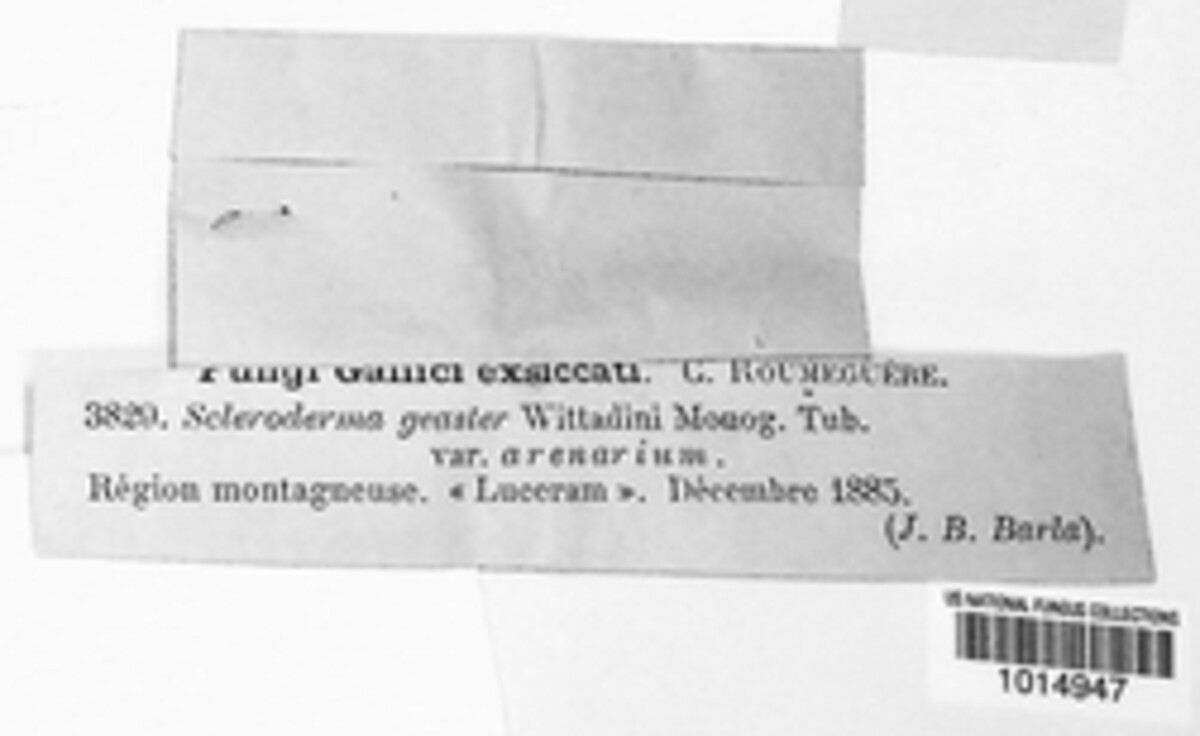 Fungi Gallici exsiccati. C. ROUMEGUÈRE.
3829. Scleroderma geaster Wittadini Monog. Tub.
var. arenarium.
Région montagneuse. « Luceram ». Décembre 1885.
(J. B. Barla).
US NATIONAL FUNGUS COLLECTIONS
1014947